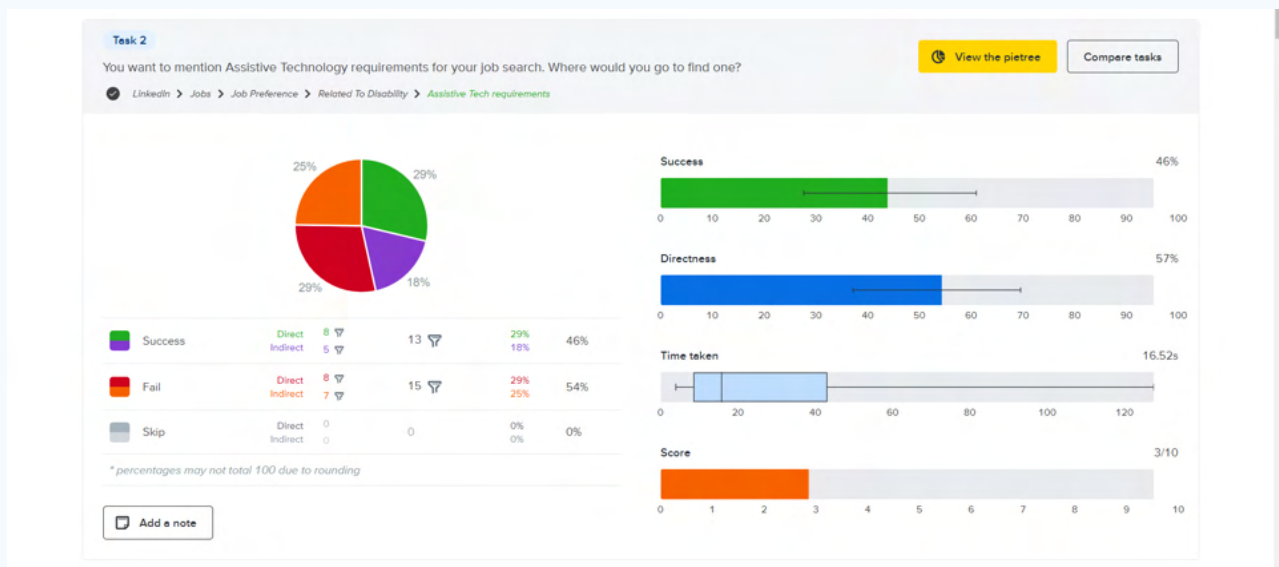 Task 2
You want to mention Assistive Technology requirements for your job search. Where would you go to find one?
LinkedIn > Jobs > Job Preference > Related To Disability > Assistive Tech requirements
View the pietree
Compare tasks
25%
29%
29%
18%
Success Direct 8 13 29% 46%
Indirect 5 18%
Fail Direct 8 15 29% 54%
Indirect 7 25%
Skip Direct 0 0 0% 0%
Indirect 0 0%
* percentages may not total 100 due to rounding
Add a note
Success 46%
0 10 20 30 40 50 60 70 80 90 100
Directness 57%
0 10 20 30 40 50 60 70 80 90 100
Time taken 16.52s
0 20 40 60 80 100 120
Score 3/10
0 1 2 3 4 5 6 7 8 9 10